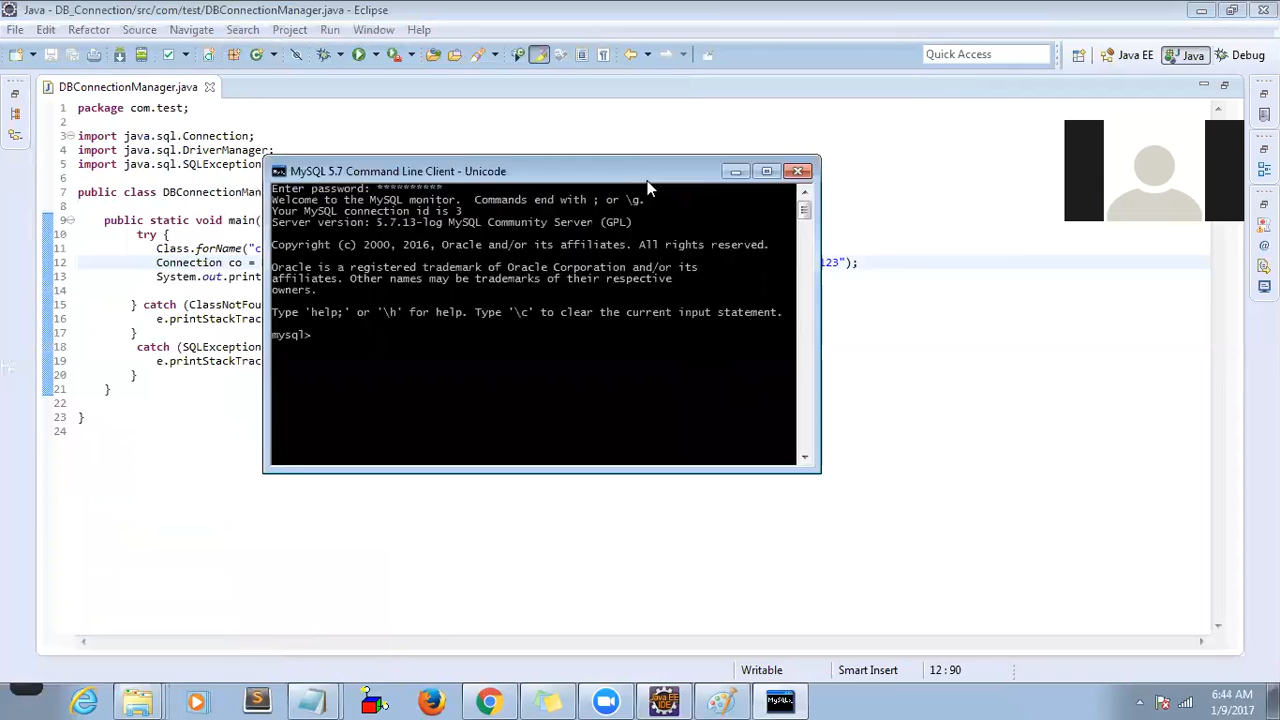 Java - DB_Connection/src/com/test/DBConnectionManager.java - Eclipse
File Edit Refactor Source Navigate Search Project Run Window Help
Quick Access
Java EE
Java
Debug
DBConnectionManager.java
1 package com.test;
2
3 import java.sql.Connection;
4 import java.sql.DriverManager;
5 import java.sql.SQLException
6
7 public class DBConnectionMan
8
9 public static void main(
10 try {
11 Class.forName("c
12 Connection co = 23");
13 System.out.print
14
15 } catch (ClassNotFou
16 e.printStackTrac
17 }
18 catch (SQLException
19 e.printStackTrac
20 }
21 }
22
23 }
24
MySQL 5.7 Command Line Client - Unicode
Enter password: **********
Welcome to the MySQL monitor. Commands end with ; or \g.
Your MySQL connection id is 3
Server version: 5.7.13-log MySQL Community Server (GPL)
Copyright (c) 2000, 2016, Oracle and/or its affiliates. All rights reserved.
Oracle is a registered trademark of Oracle Corporation and/or its
affiliates. Other names may be trademarks of their respective
owners.
Type 'help;' or '\h' for help. Type '\c' to clear the current input statement.
mysql>
Writable
Smart Insert
12 : 90
6:44 AM
1/9/2017